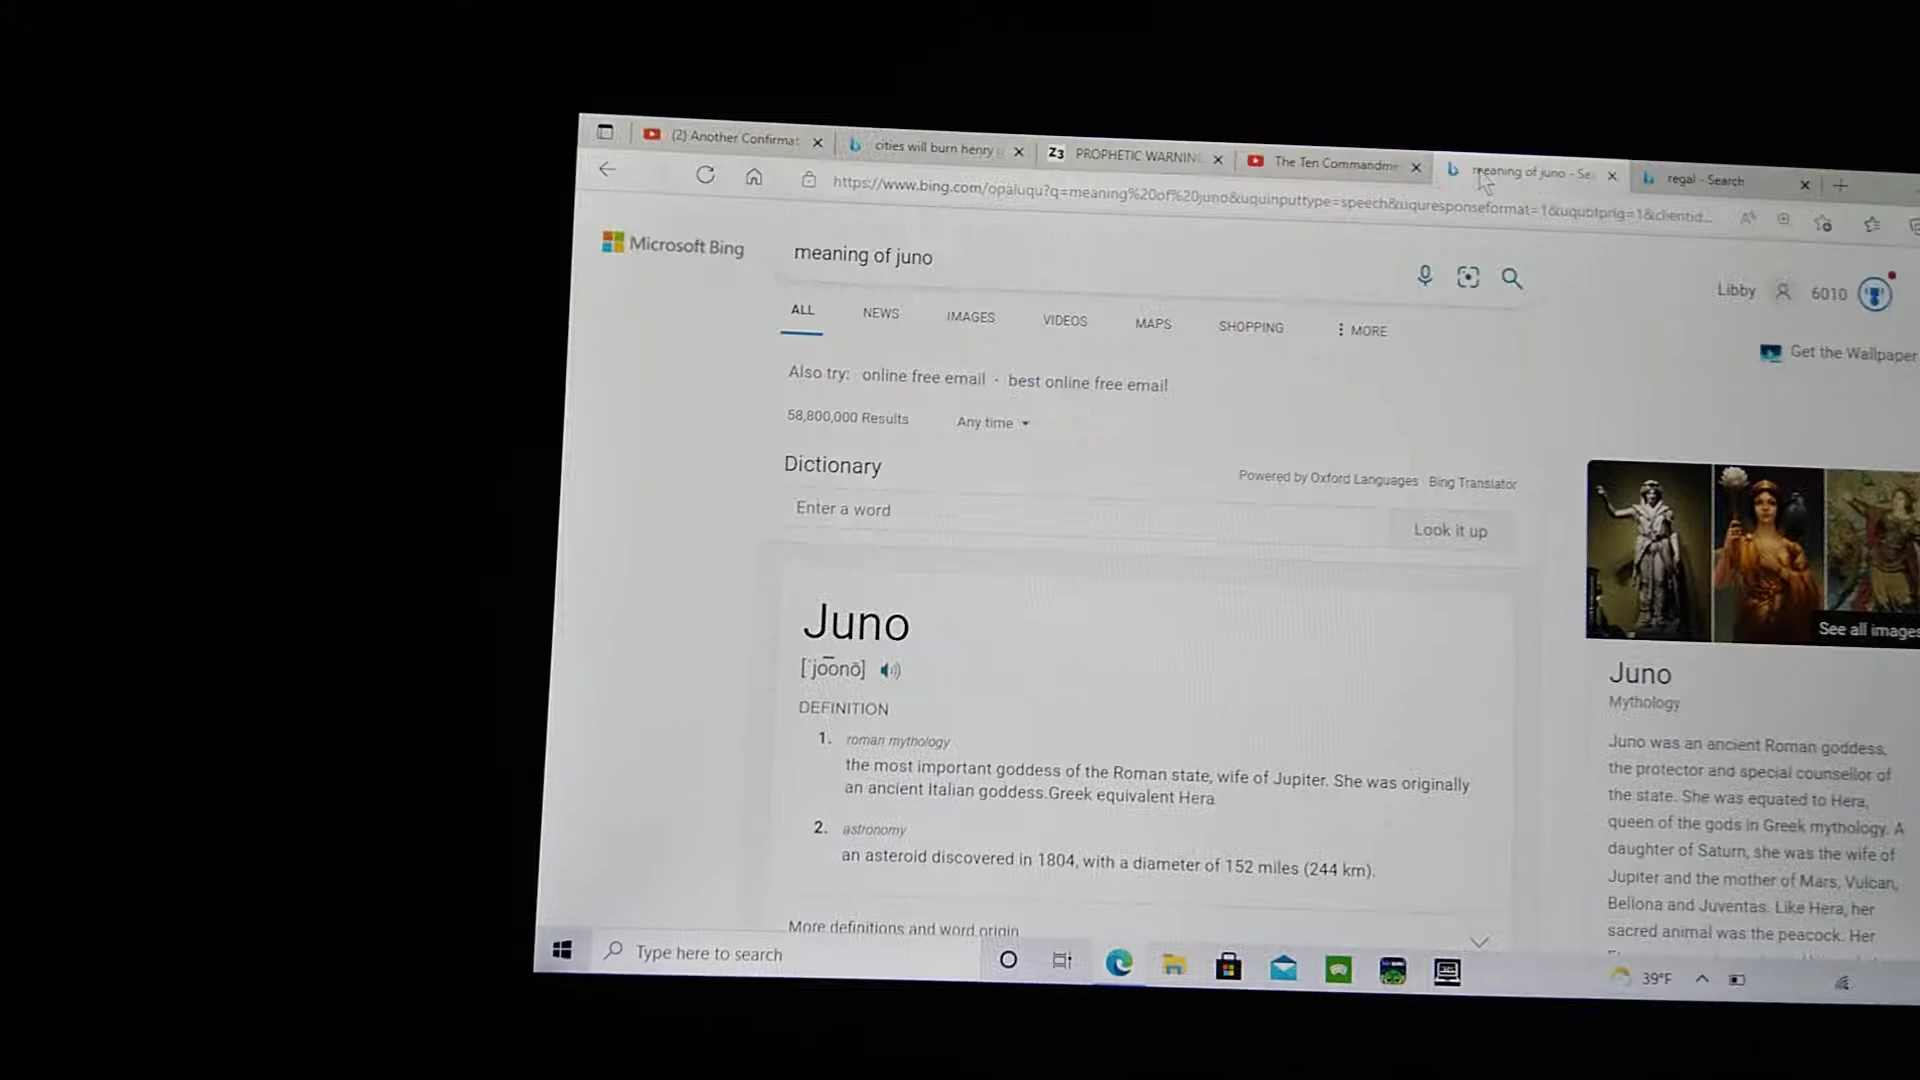 (2) Another Confirmat
cities will burn henry
Z3 PROPHETIC WARNIN
The Ten Commandme
meaning of juno - Se
regal - Search
https://www.bing.com/opaluqu?q=meaning%20of%20juno&uquinputtype=speech&uquresponseformat=1&uqubtprig=1&clientid...
Microsoft Bing
meaning of juno
Libby
6010
ALL NEWS IMAGES VIDEOS MAPS SHOPPING MORE
Get the Wallpaper
Also try: online free email · best online free email
58,800,000 Results Any time
Dictionary
Powered by Oxford Languages · Bing Translator
Enter a word
Look it up
See all images
Juno
[ˈjo͞onō]
DEFINITION
1. roman mythology
the most important goddess of the Roman state, wife of Jupiter. She was originally
an ancient Italian goddess.Greek equivalent Hera
2. astronomy
an asteroid discovered in 1804, with a diameter of 152 miles (244 km).
More definitions and word origin
Juno
Mythology
Juno was an ancient Roman goddess,
the protector and special counsellor of
the state. She was equated to Hera,
queen of the gods in Greek mythology. A
daughter of Saturn, she was the wife of
Jupiter and the mother of Mars, Vulcan,
Bellona and Juventas. Like Hera, her
sacred animal was the peacock. Her
Type here to search
39°F